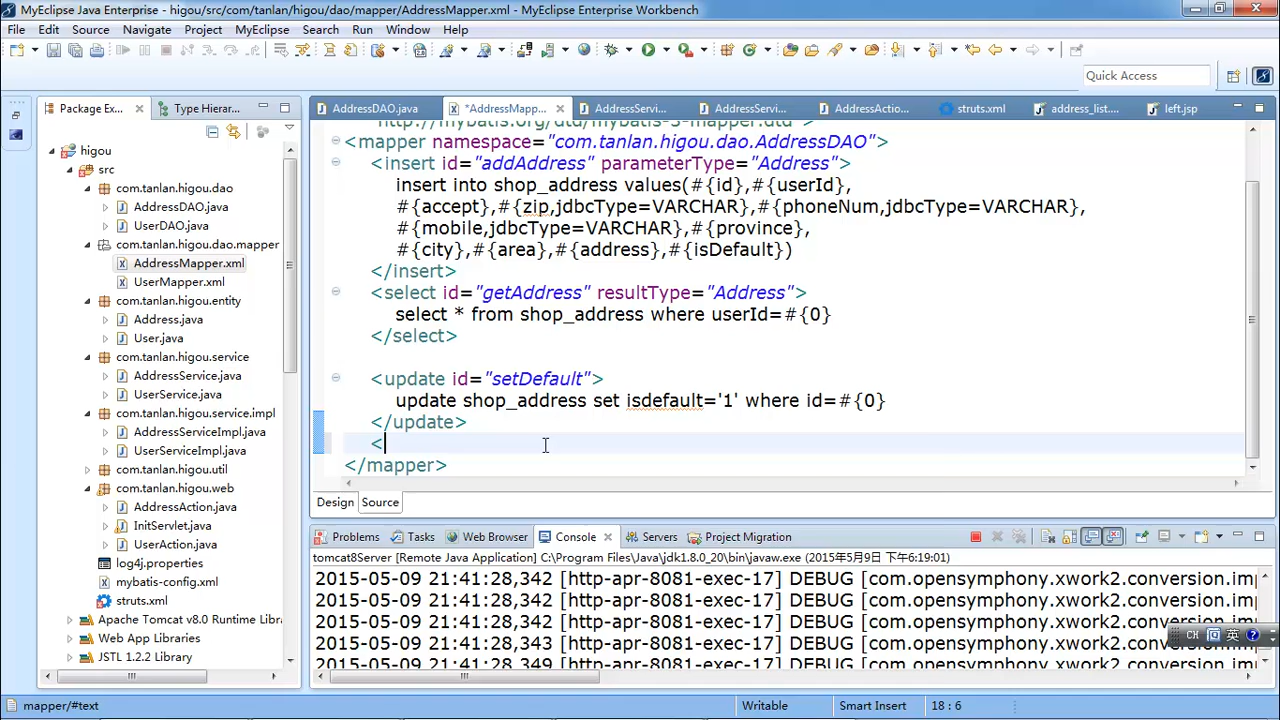 MyEclipse Java Enterprise - higou/src/com/tanlan/higou/dao/mapper/AddressMapper.xml - MyEclipse Enterprise Workbench
File Edit Source Navigate Project MyEclipse Search Run Window Help
Quick Access
Package Ex... Type Hierar...
AddressDAO.java *AddressMapp... AddressServi... AddressServi... AddressActio... struts.xml address_list.... left.jsp
higou
src
com.tanlan.higou.dao
AddressDAO.java
UserDAO.java
com.tanlan.higou.dao.mapper
AddressMapper.xml
UserMapper.xml
com.tanlan.higou.entity
Address.java
User.java
com.tanlan.higou.service
AddressService.java
UserService.java
com.tanlan.higou.service.impl
AddressServiceImpl.java
UserServiceImpl.java
com.tanlan.higou.util
com.tanlan.higou.web
AddressAction.java
InitServlet.java
UserAction.java
log4j.properties
mybatis-config.xml
struts.xml
Apache Tomcat v8.0 Runtime Libra
Web App Libraries
JSTL 1.2.2 Library
"http://mybatis.org/dtd/mybatis-3-mapper.dtd">
<mapper namespace="com.tanlan.higou.dao.AddressDAO">
<insert id="addAddress" parameterType="Address">
insert into shop_address values(#{id},#{userId},
#{accept},#{zip,jdbcType=VARCHAR},#{phoneNum,jdbcType=VARCHAR},
#{mobile,jdbcType=VARCHAR},#{province},
#{city},#{area},#{address},#{isDefault})
</insert>
<select id="getAddress" resultType="Address">
select * from shop_address where userId=#{0}
</select>
<update id="setDefault">
update shop_address set isdefault='1' where id=#{0}
</update>
<
</mapper>
Design Source
Problems Tasks Web Browser Console Servers Project Migration
tomcat8Server [Remote Java Application] C:\Program Files\Java\jdk1.8.0_20\bin\javaw.exe (2015年5月9日 下午6:19:01)
2015-05-09 21:41:28,342 [http-apr-8081-exec-17] DEBUG [com.opensymphony.xwork2.conversion.im
2015-05-09 21:41:28,342 [http-apr-8081-exec-17] DEBUG [com.opensymphony.xwork2.conversion.imp
2015-05-09 21:41:28,343 [http-apr-8081-exec-17] DEBUG [com.opensymphony.xwork2
2015-05-09 21:41:28,349 [http-apr-8081-exec-17] DEBUG [com.opensymphony.xwork2.conversion.imp
CH 英
mapper/#text Writable Smart Insert 18 : 6